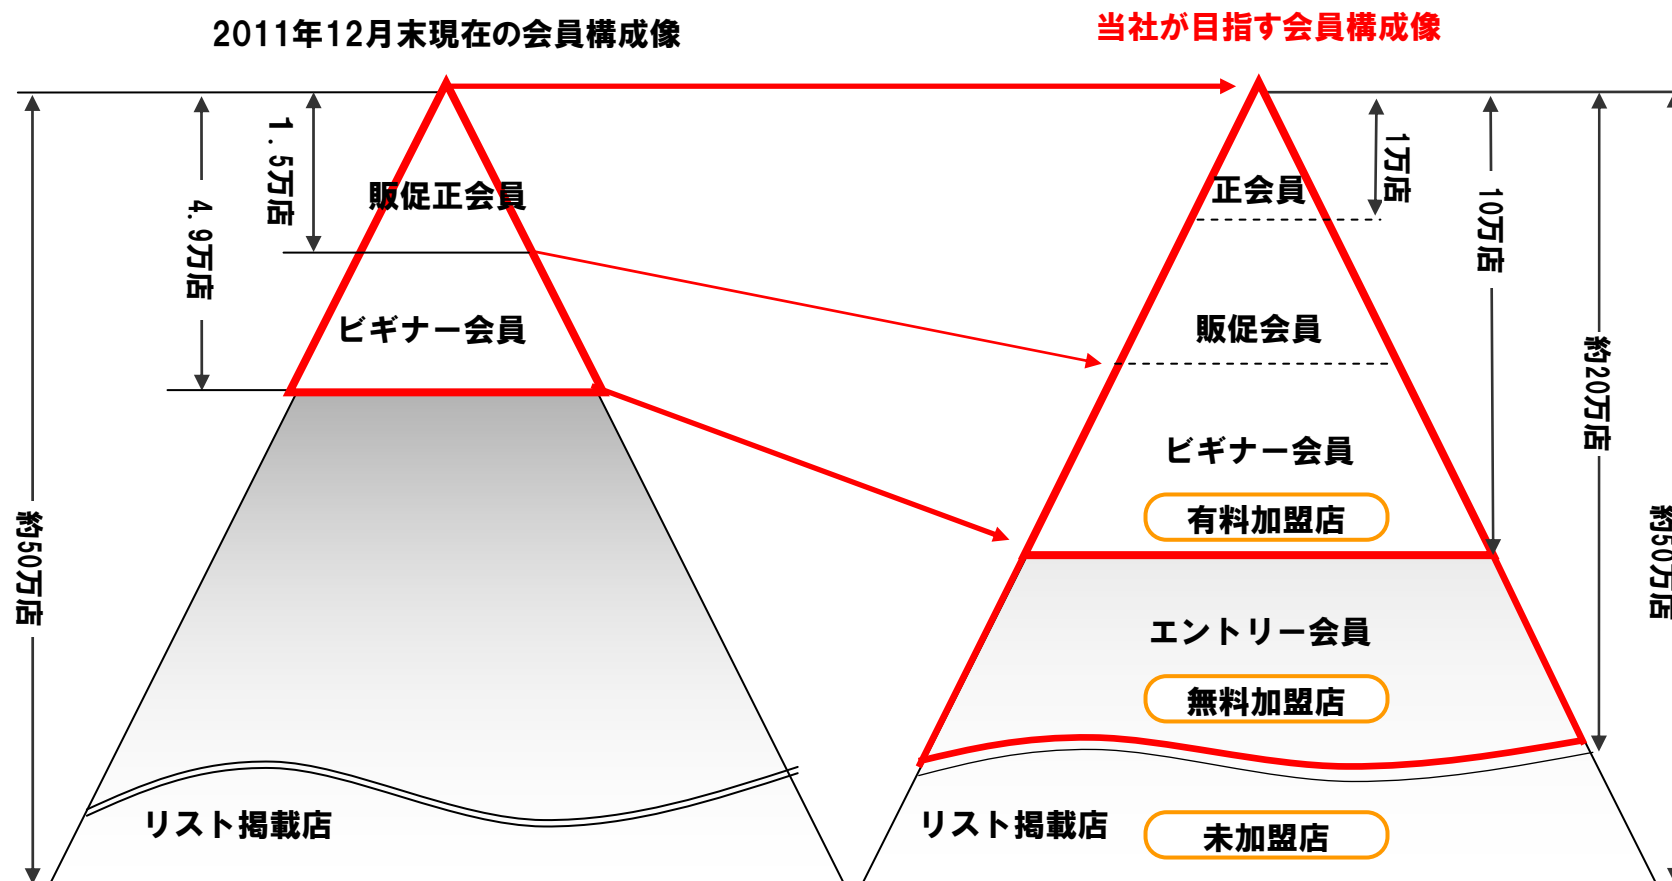 2011年12月末現在の会員構成像
当社が目指す会員構成像
約50万店
4.9万店
1.5万店
販促正会員
ビギナー会員
リスト掲載店
正会員
販促会員
ビギナー会員
有料加盟店
エントリー会員
無料加盟店
リスト掲載店
未加盟店
1万店
10万店
約20万店
約50万店